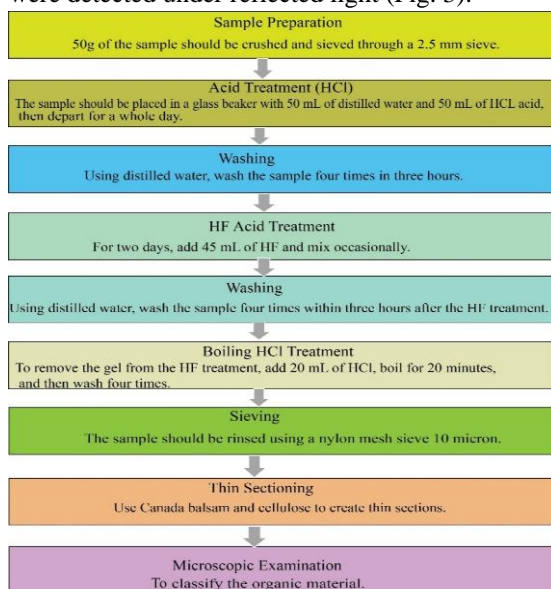 were detected under reflected light (Fig. 3).
Sample Preparation
50g of the sample should be crushed and sieved through a 2.5 mm sieve.
Acid Treatment (HCl)
The sample should be placed in a glass beaker with 50 mL of distilled water and 50 mL of HCL acid,
then depart for a whole day.
Washing
Using distilled water, wash the sample four times in three hours.
HF Acid Treatment
For two days, add 45 mL of HF and mix occasionally.
Washing
Using distilled water, wash the sample four times within three hours after the HF treatment.
Boiling HCl Treatment
To remove the gel from the HF treatment, add 20 mL of HCl, boil for 20 minutes,
and then wash four times.
Sieving
The sample should be rinsed using a nylon mesh sieve 10 micron.
Thin Sectioning
Use Canada balsam and cellulose to create thin sections.
Microscopic Examination
To classify the organic material.